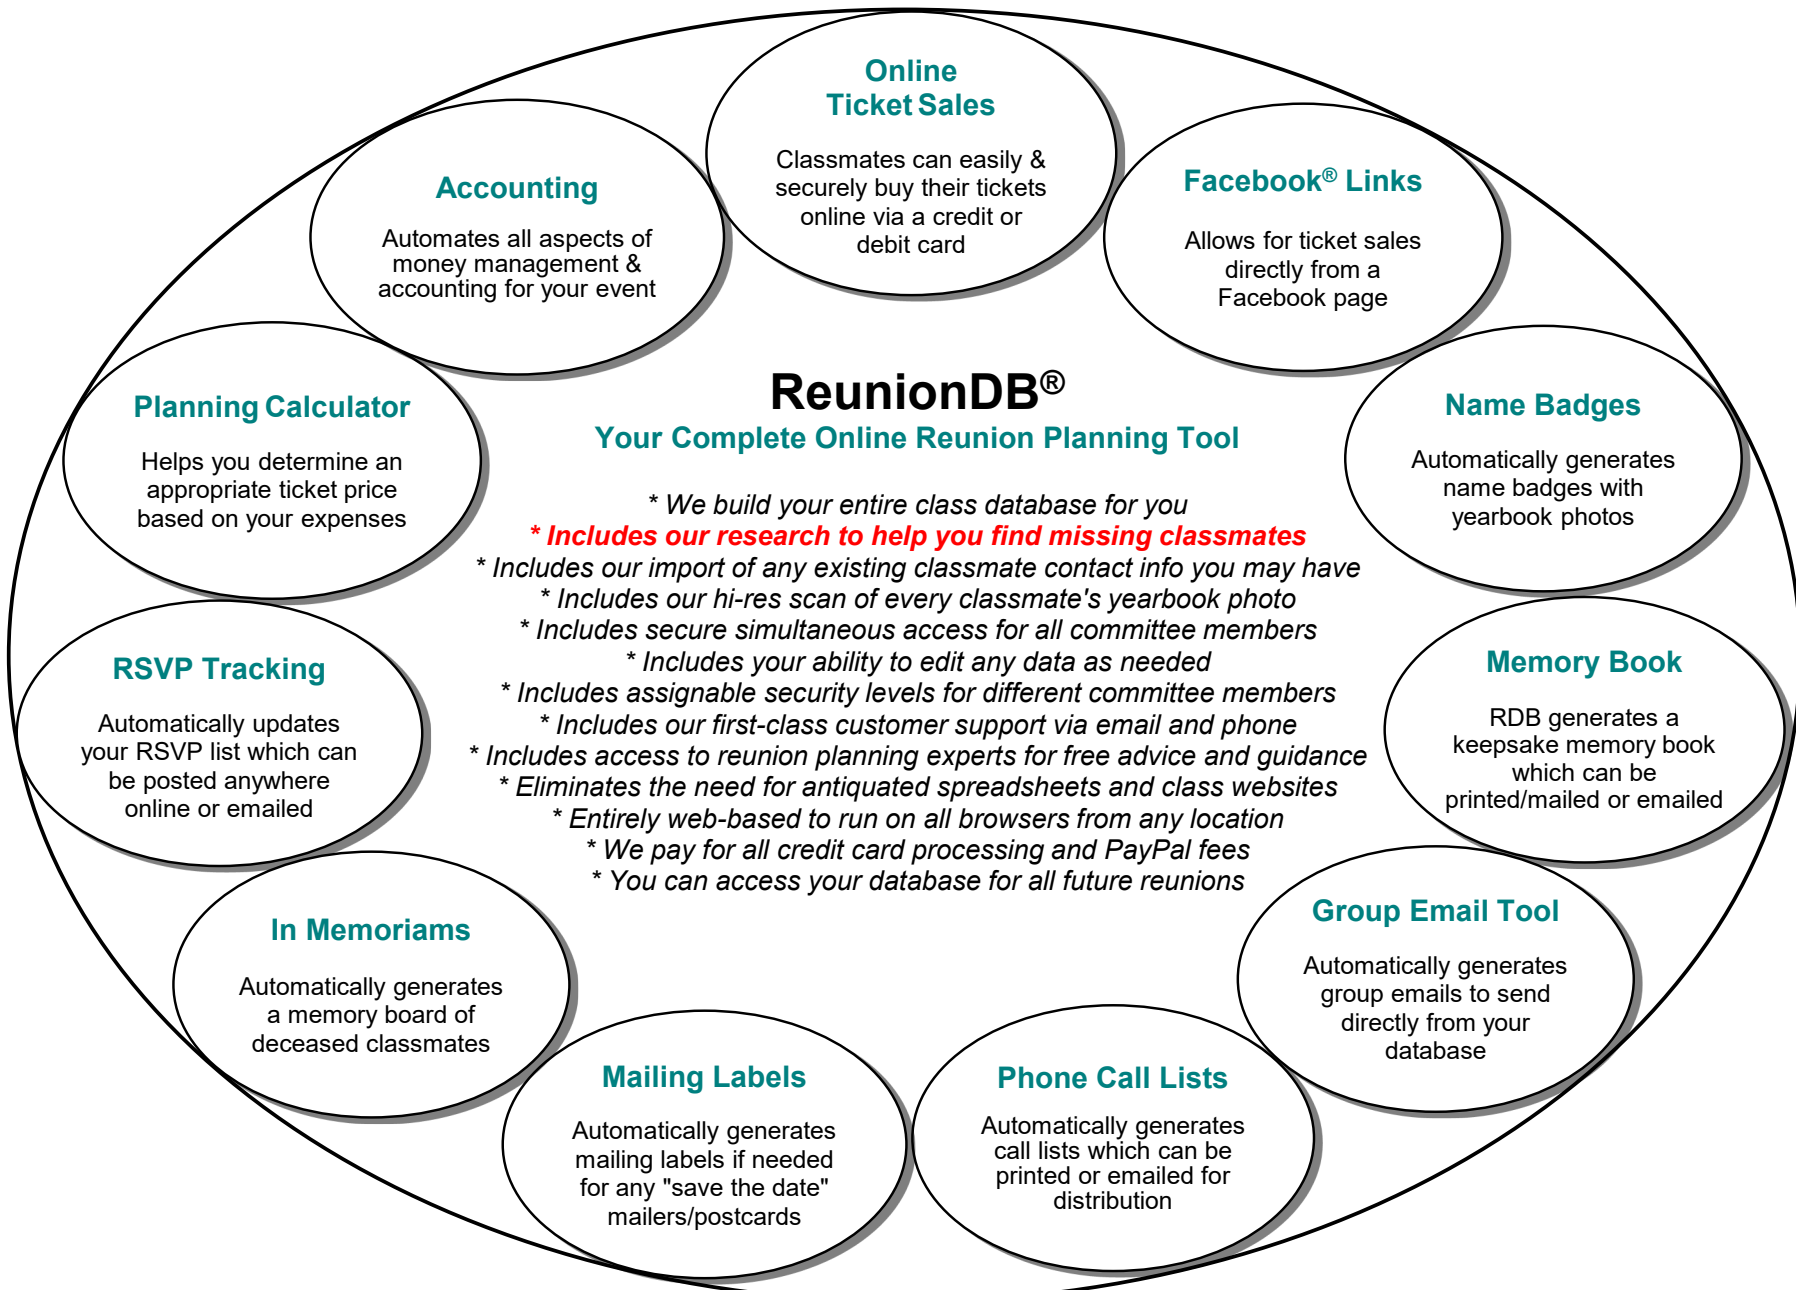 Online
Ticket Sales
Classmates can easily &
securely buy their tickets
online via a credit or
debit card
Facebook® Links
Allows for ticket sales
directly from a
Facebook page
Name Badges
Automatically generates
name badges with
yearbook photos
Memory Book
RDB generates a
keepsake memory book
which can be
printed/mailed or emailed
Group Email Tool
Automatically generates
group emails to send
directly from your
database
Phone Call Lists
Automatically generates
call lists which can be
printed or emailed for
distribution
Mailing Labels
Automatically generates
mailing labels if needed
for any "save the date"
mailers/postcards
In Memoriams
Automatically generates
a memory board of
deceased classmates
RSVP Tracking
Automatically updates
your RSVP list which can
be posted anywhere
online or emailed
Planning Calculator
Helps you determine an
appropriate ticket price
based on your expenses
Accounting
Automates all aspects of
money management &
accounting for your event
ReunionDB®
Your Complete Online Reunion Planning Tool
* We build your entire class database for you
* Includes our research to help you find missing classmates
* Includes our import of any existing classmate contact info you may have
* Includes our hi-res scan of every classmate's yearbook photo
* Includes secure simultaneous access for all committee members
* Includes your ability to edit any data as needed
* Includes assignable security levels for different committee members
* Includes our first-class customer support via email and phone
* Includes access to reunion planning experts for free advice and guidance
* Eliminates the need for antiquated spreadsheets and class websites
* Entirely web-based to run on all browsers from any location
* We pay for all credit card processing and PayPal fees
* You can access your database for all future reunions